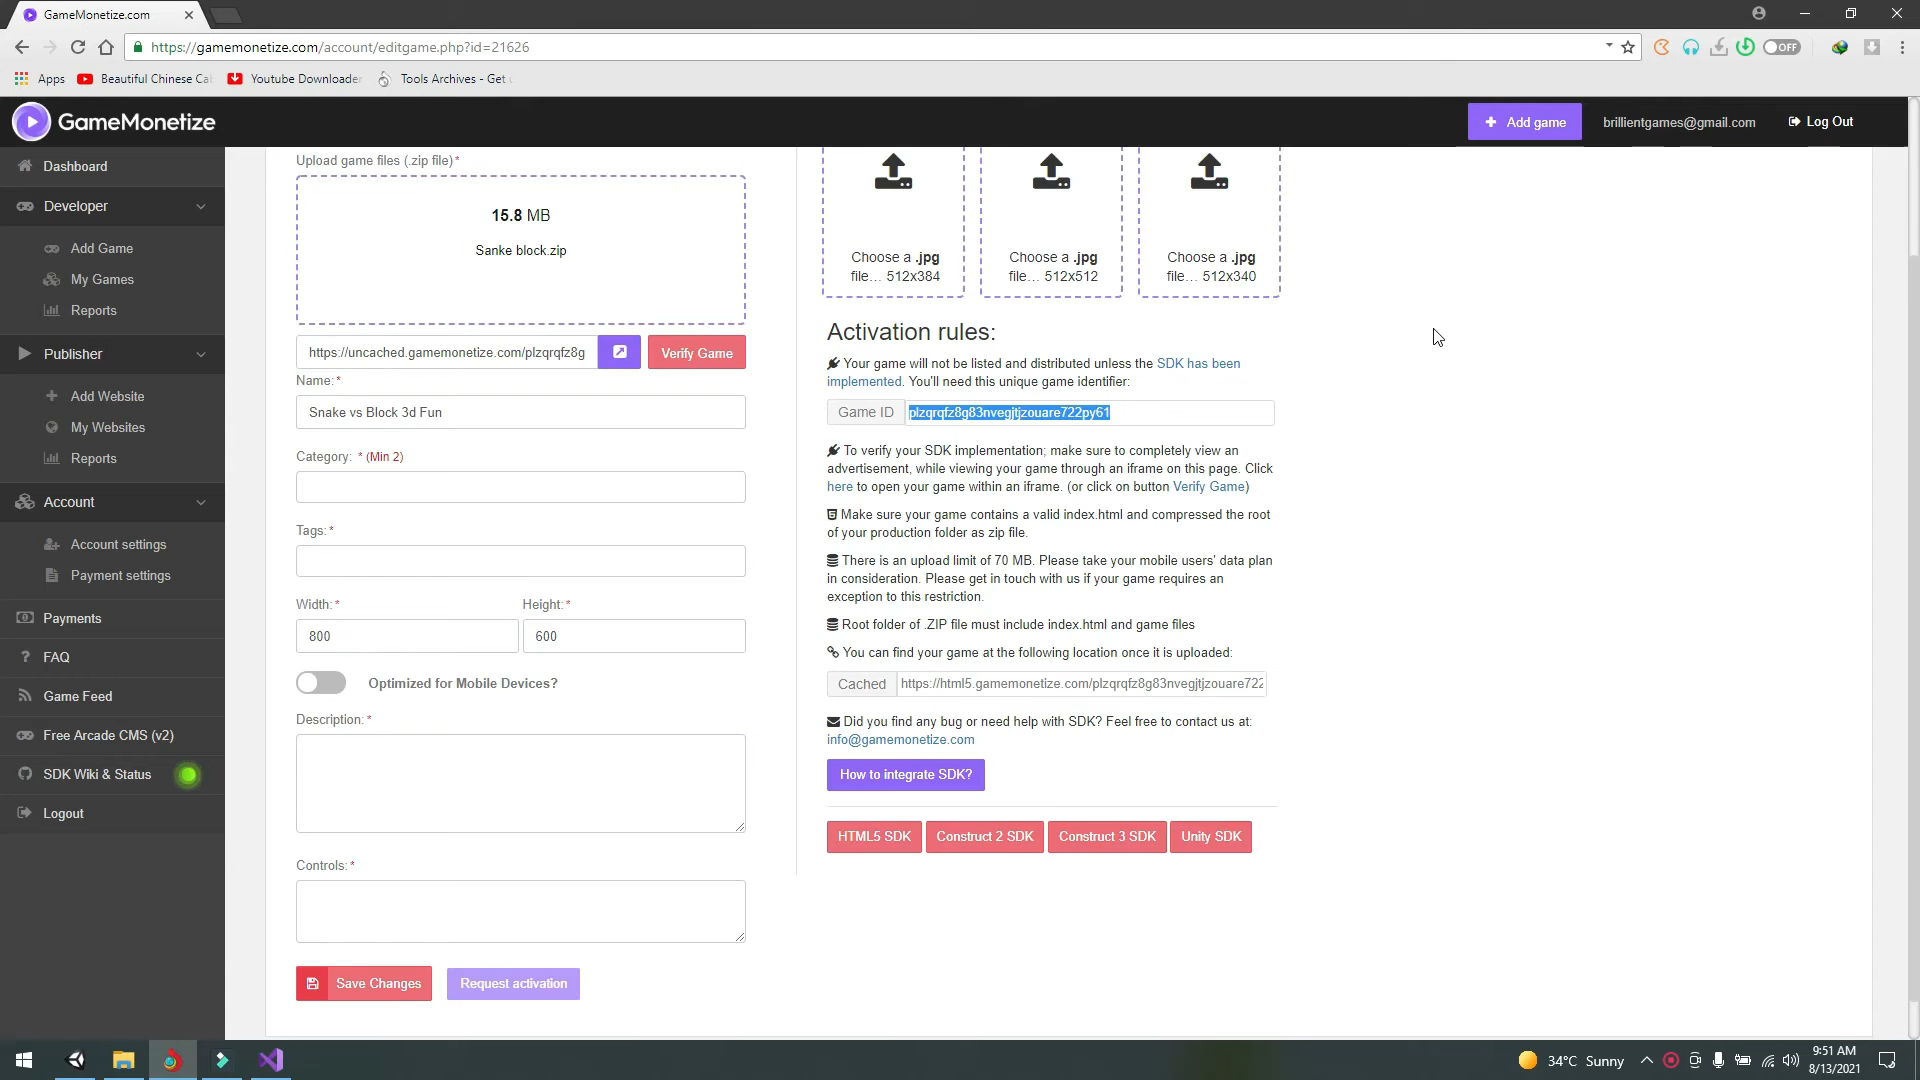 GameMonetize.com
https://gamemonetize.com/account/editgame.php?id=21626
OFF
Apps
Beautiful Chinese Ca
Youtube Downloader
Tools Archives - Get
GameMonetize
Add game
brillientgames@gmail.com
Log Out
Dashboard
Developer
Add Game
My Games
Reports
Publisher
Add Website
My Websites
Reports
Account
Account settings
Payment settings
Payments
FAQ
Game Feed
Free Arcade CMS (v2)
SDK Wiki & Status
Logout
Upload game files (.zip file)*
15.8 MB
Sanke block.zip
https://uncached.gamemonetize.com/plzqrqfz8g
Verify Game
Name:*
Snake vs Block 3d Fun
Category: * (Min 2)
Tags:*
Width:* Height:*
800 600
Optimized for Mobile Devices?
Description:*
Controls:*
Save Changes
Request activation
Choose a .jpg
file… 512x384
Choose a .jpg
file… 512x512
Choose a .jpg
file… 512x340
Activation rules:
Your game will not be listed and distributed unless the SDK has been
implemented. You'll need this unique game identifier:
Game ID plzqrqfz8g83nvegjtjzouare722py61
To verify your SDK implementation; make sure to completely view an
advertisement, while viewing your game through an iframe on this page. Click
here to open your game within an iframe. (or click on button Verify Game)
Make sure your game contains a valid index.html and compressed the root
of your production folder as zip file.
There is an upload limit of 70 MB. Please take your mobile users' data plan
in consideration. Please get in touch with us if your game requires an
exception to this restriction.
Root folder of .ZIP file must include index.html and game files
You can find your game at the following location once it is uploaded:
Cached https://html5.gamemonetize.com/plzqrqfz8g83nvegjtjzouare722
Did you find any bug or need help with SDK? Feel free to contact us at:
info@gamemonetize.com
How to integrate SDK?
HTML5 SDK
Construct 2 SDK
Construct 3 SDK
Unity SDK
34°C Sunny
9:51 AM
8/13/2021